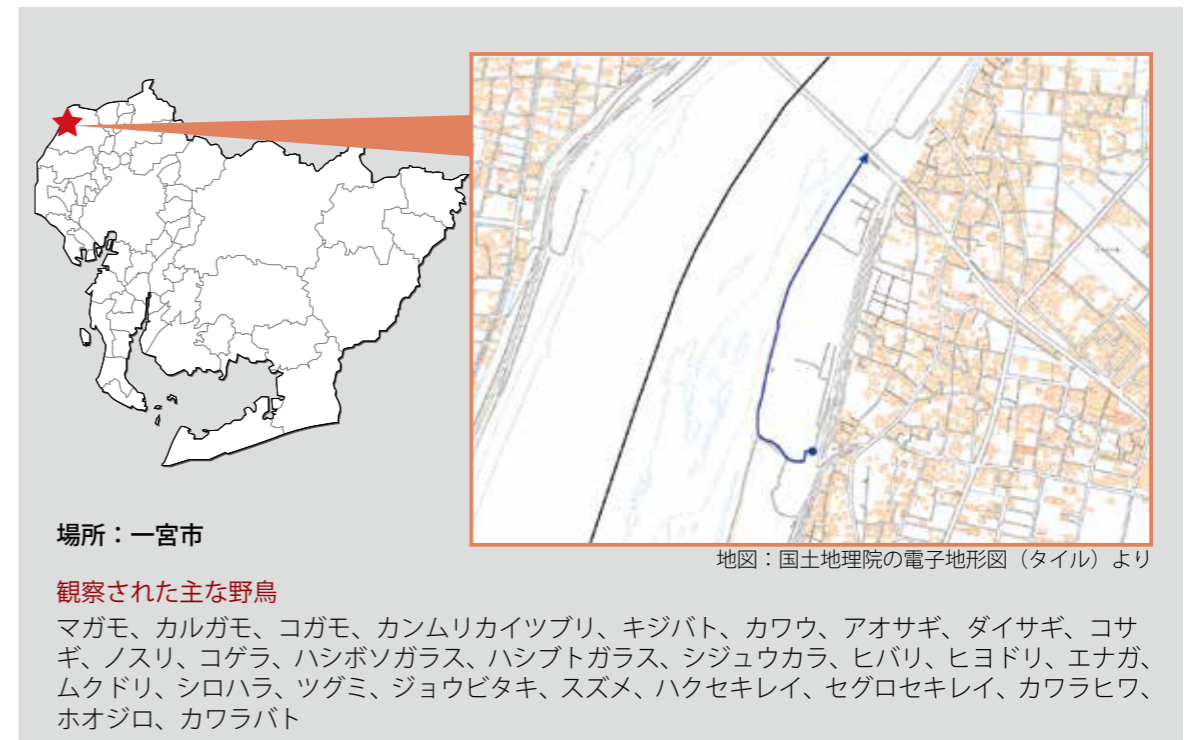 場所：一宮市
地図：国土地理院の電子地形図（タイル）より
観察された主な野鳥
マガモ、カルガモ、コガモ、カンムリカイツブリ、キジバト、カワウ、アオサギ、ダイサギ、コサ
ギ、ノスリ、コゲラ、ハシボソガラス、ハシブトガラス、シジュウカラ、ヒバリ、ヒヨドリ、エナガ、
ムクドリ、シロハラ、ツグミ、ジョウビタキ、スズメ、ハクセキレイ、セグロセキレイ、カワラヒワ、
ホオジロ、カワラバト